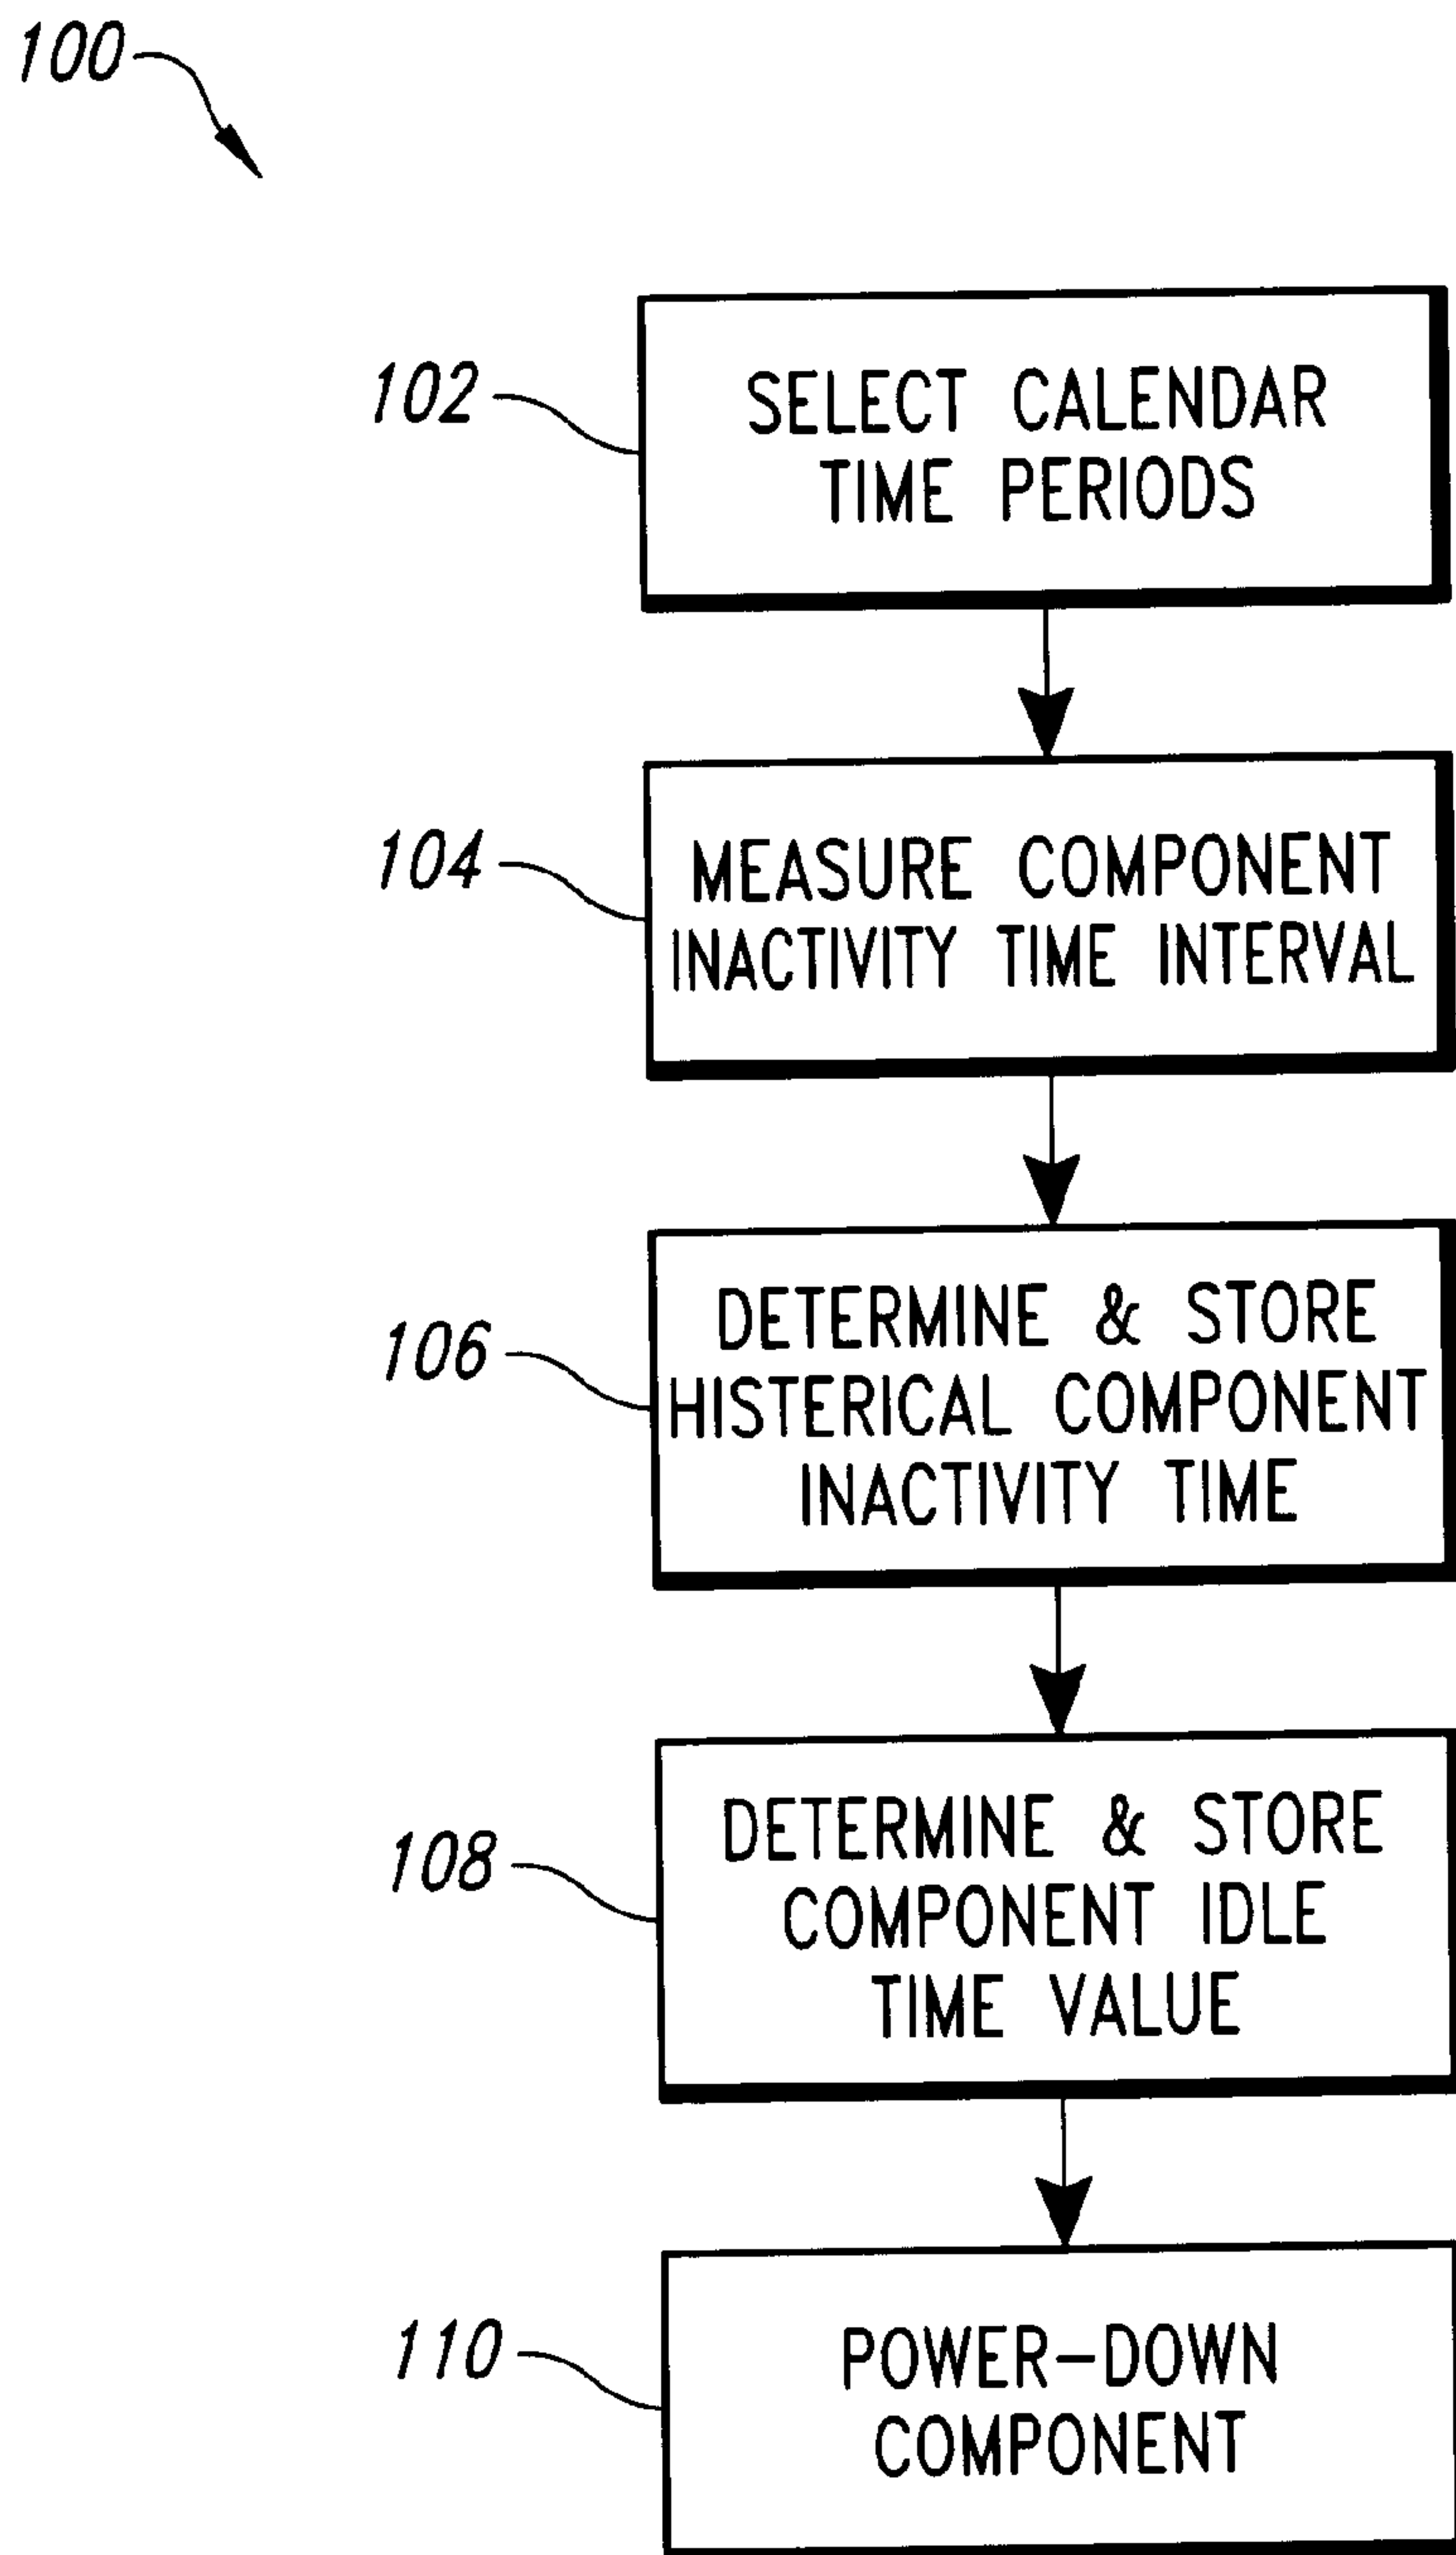 100
102
SELECT CALENDAR
TIME PERIODS
104
MEASURE COMPONENT
INACTIVITY TIME INTERVAL
106
DETERMINE & STORE
HISTERICAL COMPONENT
INACTIVITY TIME
108
DETERMINE & STORE
COMPONENT IDLE
TIME VALUE
110
POWER-DOWN
COMPONENT